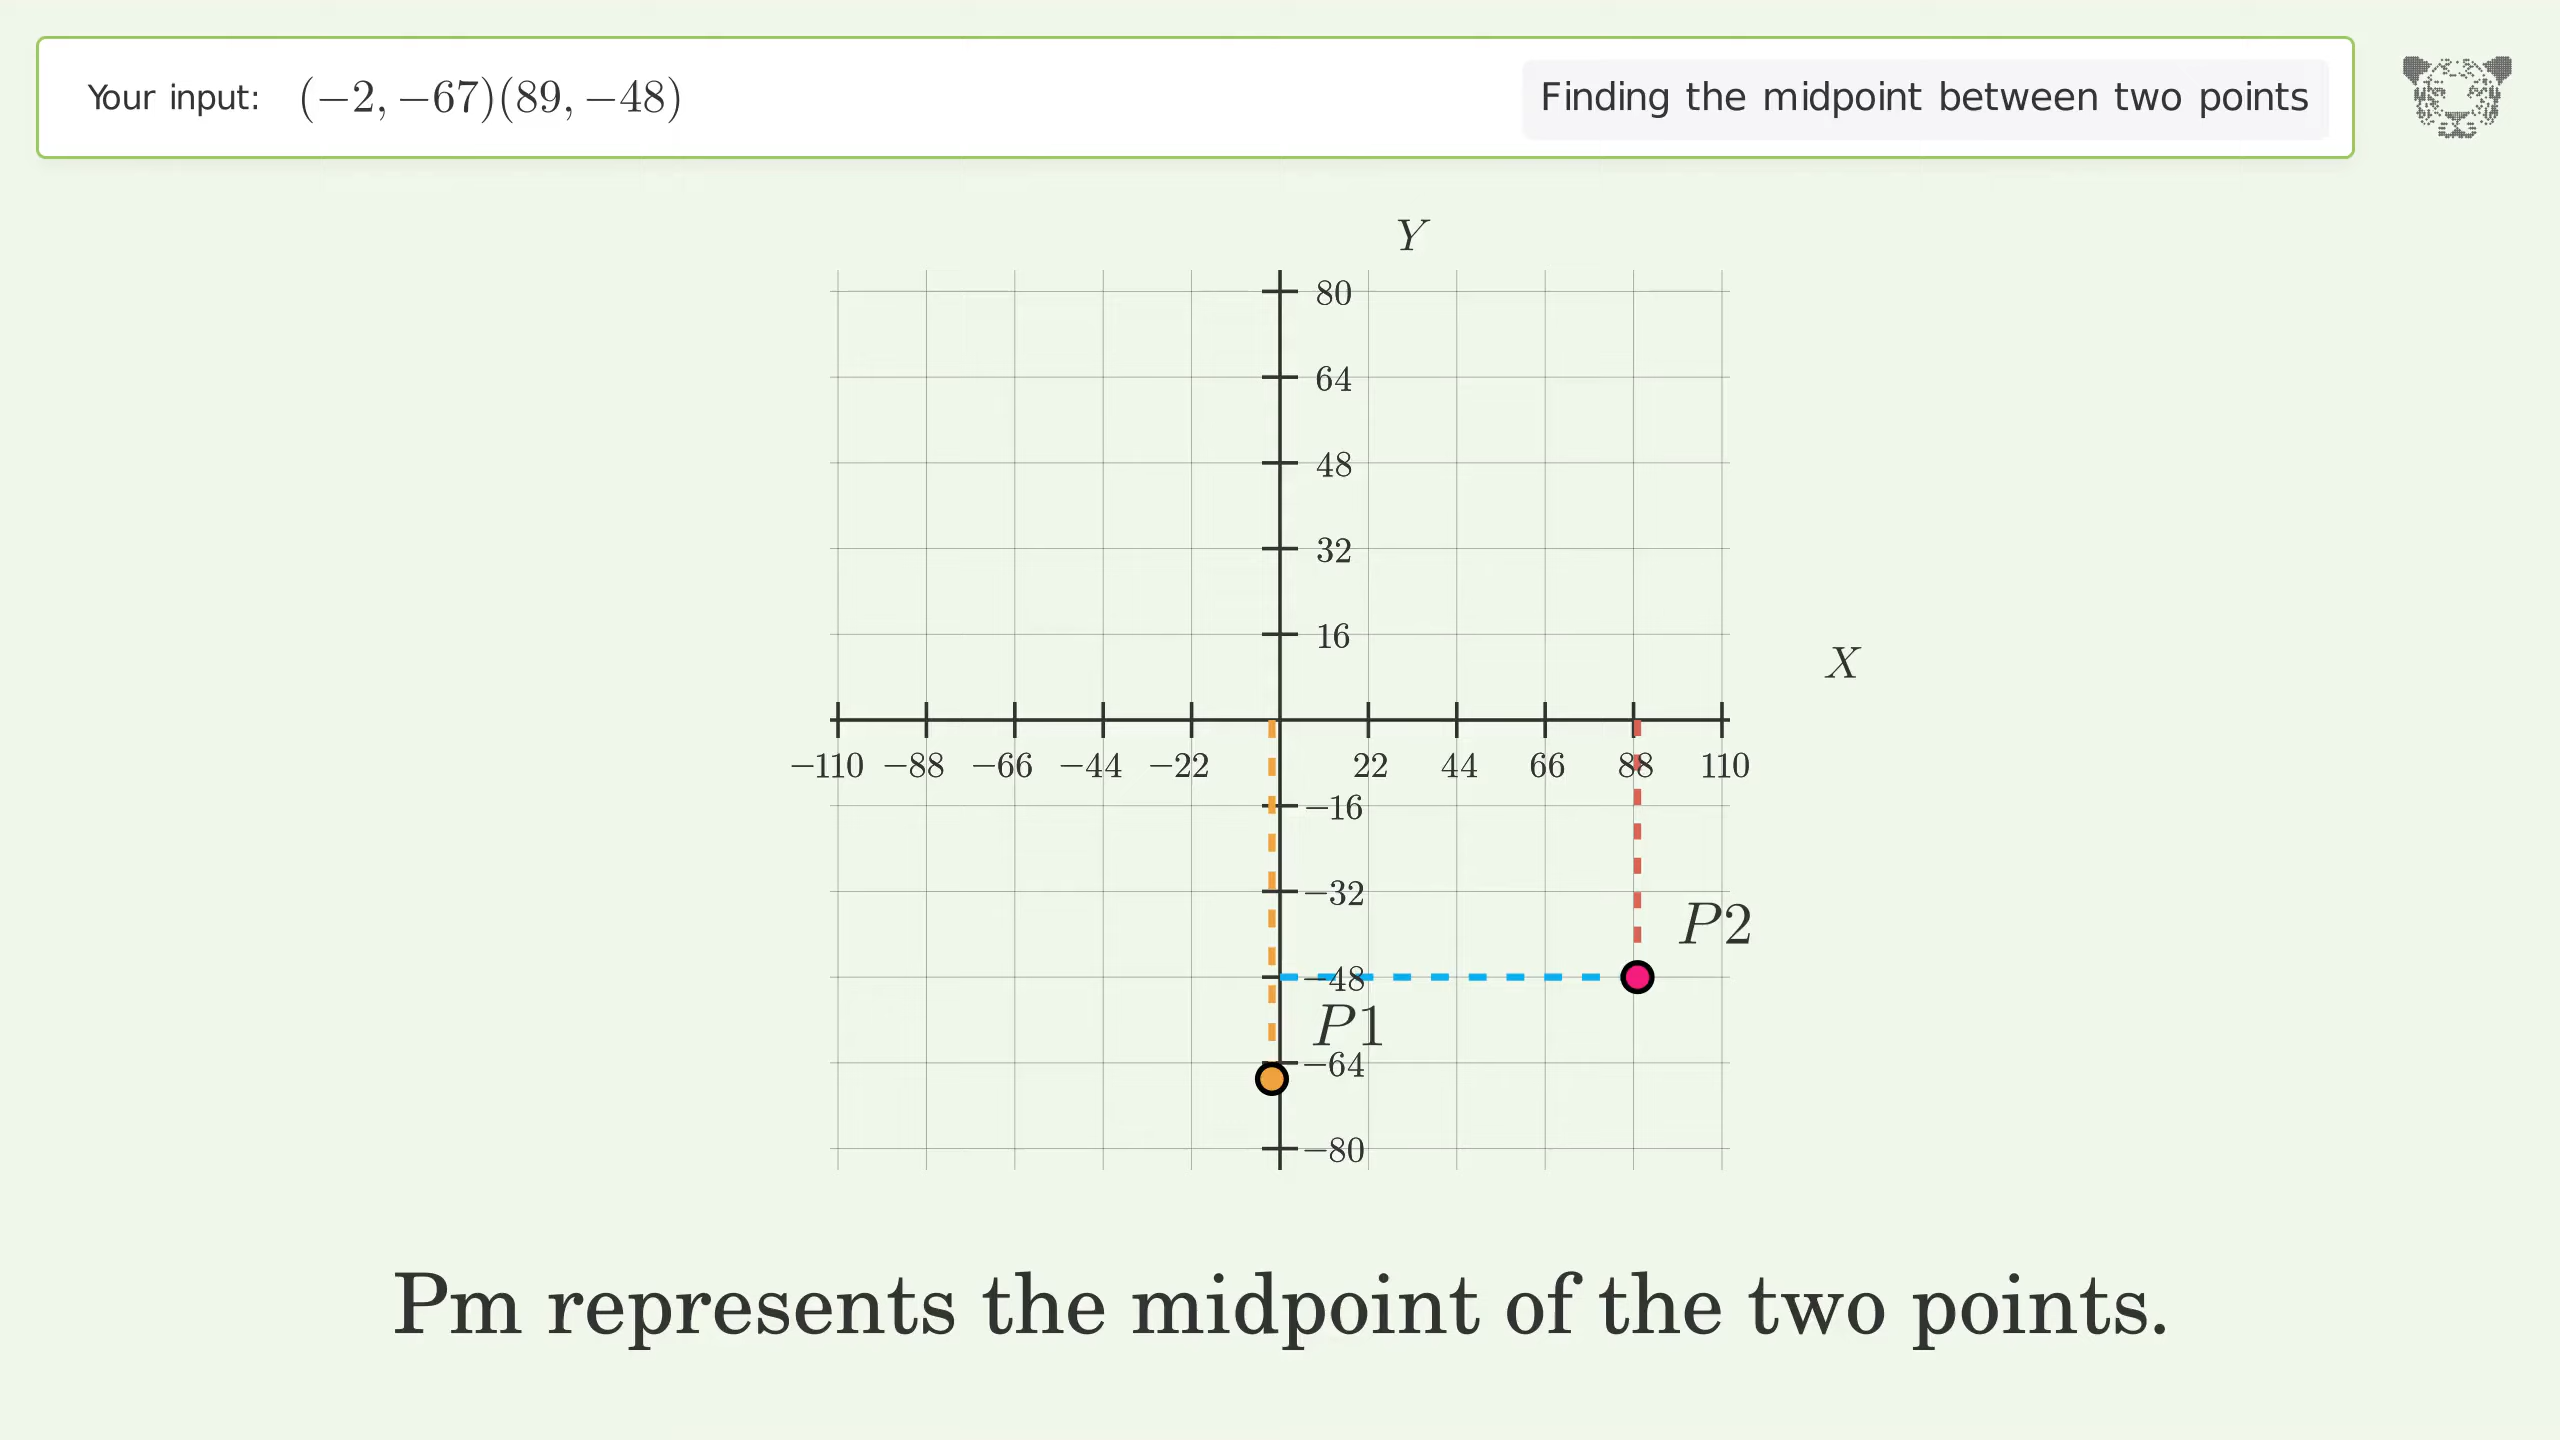 Your input: (−2, −67)(89, −48)
Finding the midpoint between two points
Y
80
64
48
32
16
X
−110 −88 −66 −44 −22 22 44 66 88 110
−16
−32
P2
−48
P1
−64
−80
Pm represents the midpoint of the two points.